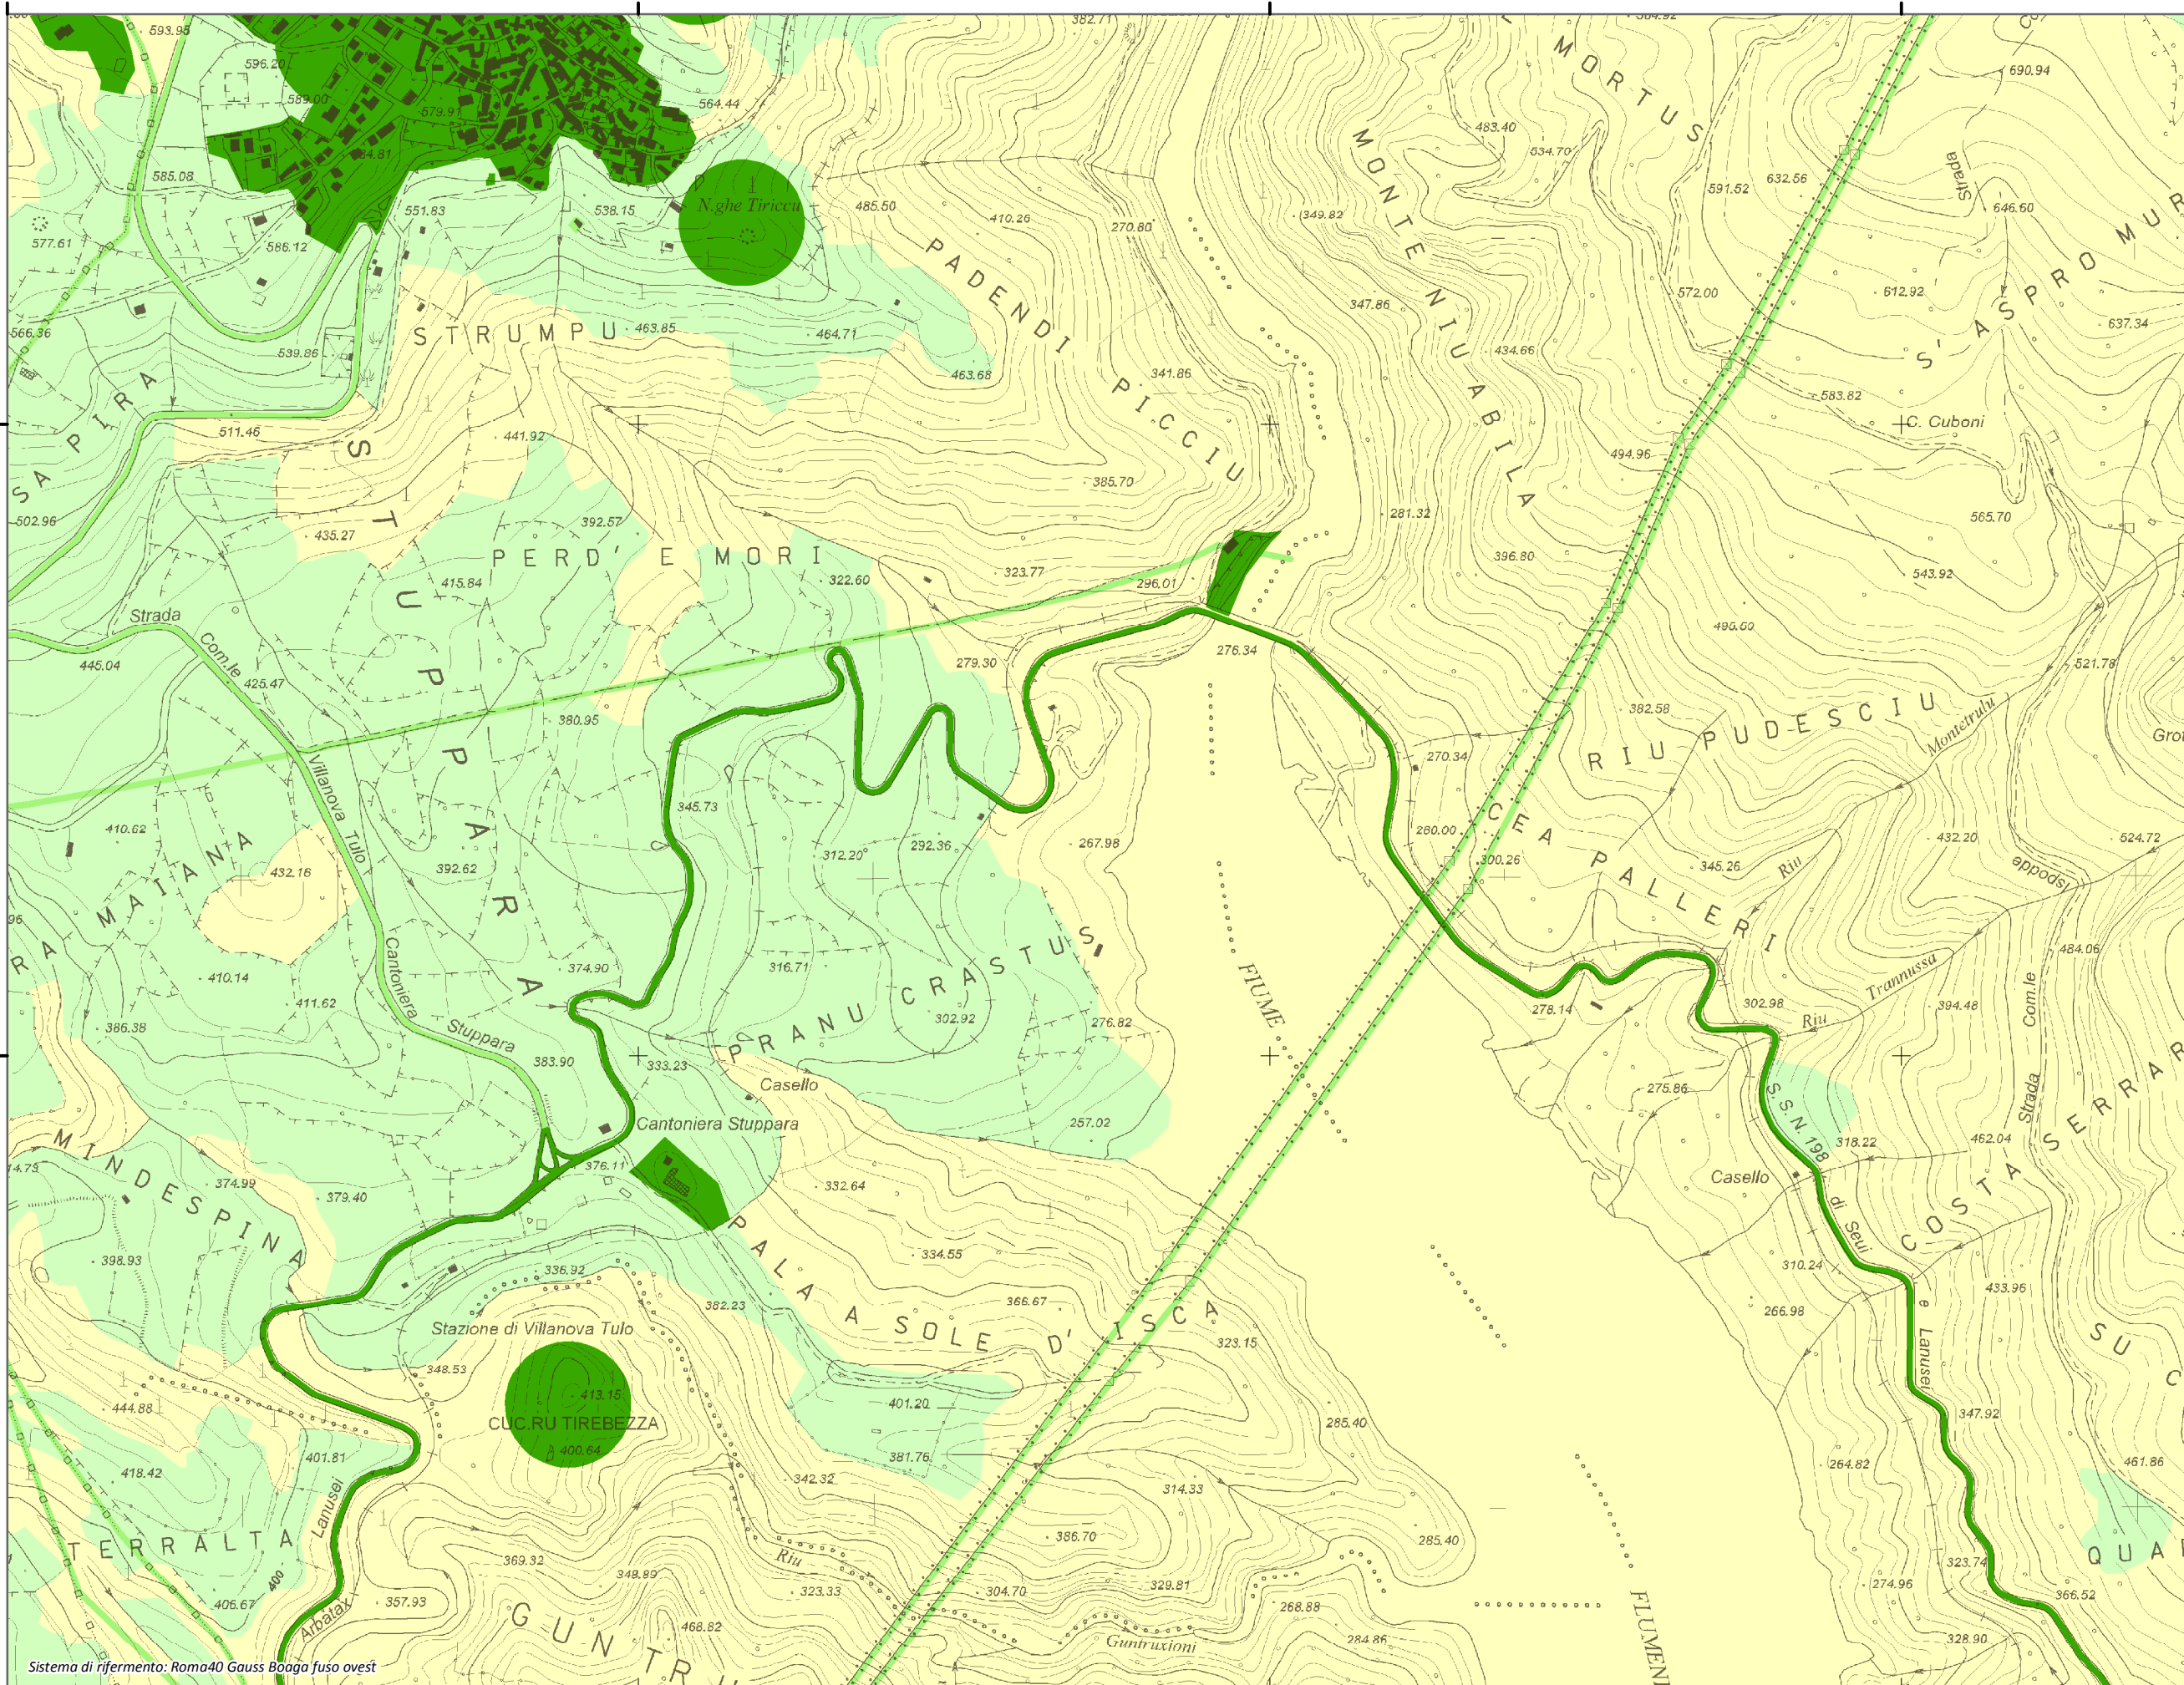 593.95
596.20
589.00
579.91
564.44
382.71
690.94
MORTUS
483.40
534.70
591.52
632.56
Strada
646.60
585.08
577.61
586.12
551.83
538.15
N.ghe Tiriccu
485.50
410.26
270.80
(349.82
MONTE NIU ABILA
S' ASPROMUR
612.92
637.34
572.00
566.36
539.86
STRUMPU
463.85
464.71
463.68
PADENDI PICCIU
341.86
347.86
434.66
583.82
C. Cuboni
SA PIRA
511.46
441.92
385.70
494.96
502.96
435.27
392.57
281.32
565.70
STUPPARA
PERD' E MORI
415.84
322.60
323.77
296.01
396.80
543.92
Strada
Com.le
445.04
425.47
279.30
276.34
521.78
380.95
382.58
RIU PUDESCIU
Montetrulu
Villanova Tulo
345.73
270.34
410.62
392.62
312.20
292.36
267.98
280.00
300.26
CEA PALLERI
345.26
Riu
432.20
524.72
Ispodde
RA MAIANA
432.16
410.14
Cantoniera
374.90
316.71
PRANU CRASTUS
FIUME
Trannussa
484.06
411.62
386.38
Stuppara
302.92
276.82
278.14
302.98
Riu
394.48
Strada Com.le
383.90
333.23
Casello
275.86
S.S.N. 198
Cantoniera Stuppara
257.02
318.22
462.04
COSTA SERRAR
MINDESPINA
374.99
379.40
376.11
332.64
Casello
di Seui
398.93
336.92
334.55
310.24
433.96
PALA A SOLE D' ISCA
382.23
366.67
266.98
e Lanusei
Stazione di Villanova Tulo
323.15
SU C
348.53
413.15
CUC.RU TIREBEZZA
400.64
444.88
401.20
285.40
347.92
418.42
401.81
342.32
381.76
314.33
264.82
461.86
TERRALTA
Lanusei
400
369.32
348.89
Riu
386.70
285.40
323.74
QUA
406.67
357.93
323.33
304.70
329.81
268.88
274.96
366.52
Arbatax
GUNTRU
468.82
Guntruxioni
284.86
FLUMEN
328.90
Sistema di rifermento: Roma40 Gauss Boaga fuso ovest